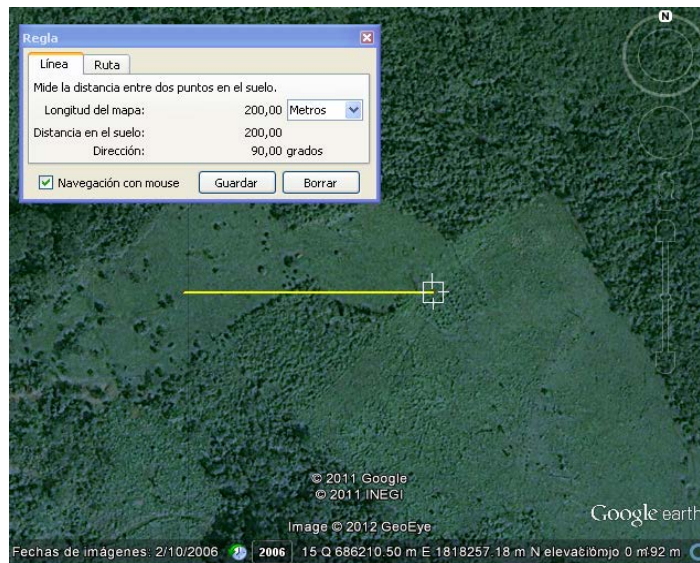 N
Regla
Línea Ruta
Mide la distancia entre dos puntos en el suelo.
Longitud del mapa: 200,00 Metros
Distancia en el suelo: 200,00
Dirección: 90,00 grados
Navegación con mouse Guardar Borrar
© 2011 Google
© 2011 INEGI
Image © 2012 GeoEye
Google earth
Fechas de imágenes: 2/10/2006 2006 15 Q 686210.50 m E 1818257.18 m N 0 m 92 m